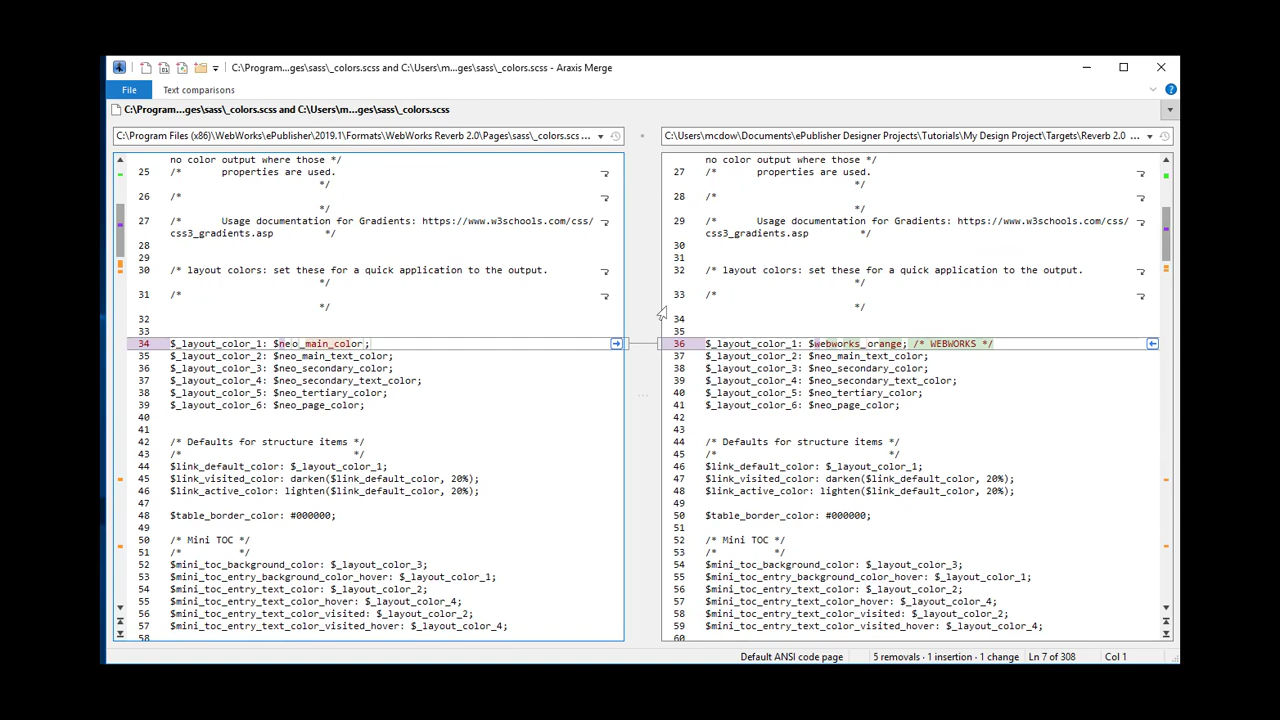 C:\Program...ges\sass\_colors.scss and C:\Users\m...ges\sass\_colors.scss - Araxis Merge
File Text comparisons
C:\Program...ges\sass\_colors.scss and C:\Users\m...ges\sass\_colors.scss
C:\Program Files (x86)\WebWorks\ePublisher\2019.1\Formats\WebWorks Reverb 2.0\Pages\sass\_colors.sc ...
no color output where those */
25 /* properties are used.
*/
26 /*
*/
27 /* Usage documentation for Gradients: https://www.w3schools.com/css/
css3_gradients.asp */
28
29
30 /* layout colors: set these for a quick application to the output.
*/
31 /*
*/
32
33
34 $_layout_color_1: $neo_main_color;
35 $_layout_color_2: $neo_main_text_color;
36 $_layout_color_3: $neo_secondary_color;
37 $_layout_color_4: $neo_secondary_text_color;
38 $_layout_color_5: $neo_tertiary_color;
39 $_layout_color_6: $neo_page_color;
40
41
42 /* Defaults for structure items */
43 /* */
44 $link_default_color: $_layout_color_1;
45 $link_visited_color: darken($link_default_color, 20%);
46 $link_active_color: lighten($link_default_color, 20%);
47
48 $table_border_color: #000000;
49
50 /* Mini TOC */
51 /* */
52 $mini_toc_background_color: $_layout_color_3;
53 $mini_toc_entry_background_color_hover: $_layout_color_1;
54 $mini_toc_entry_text_color: $_layout_color_2;
55 $mini_toc_entry_text_color_hover: $_layout_color_4;
56 $mini_toc_entry_text_color_visited: $_layout_color_2;
57 $mini_toc_entry_text_color_visited_hover: $_layout_color_4;
58
C:\Users\mcdow\Documents\ePublisher Designer Projects\Tutorials\My Design Project\Targets\Reverb 2.0 ...
no color output where those */
27 /* properties are used.
*/
28 /*
*/
29 /* Usage documentation for Gradients: https://www.w3schools.com/css/
css3_gradients.asp */
30
31
32 /* layout colors: set these for a quick application to the output.
*/
33 /*
*/
34
35
36 $_layout_color_1: $webworks_orange; /* WEBWORKS */
37 $_layout_color_2: $neo_main_text_color;
38 $_layout_color_3: $neo_secondary_color;
39 $_layout_color_4: $neo_secondary_text_color;
40 $_layout_color_5: $neo_tertiary_color;
41 $_layout_color_6: $neo_page_color;
42
43
44 /* Defaults for structure items */
45 /* */
46 $link_default_color: $_layout_color_1;
47 $link_visited_color: darken($link_default_color, 20%);
48 $link_active_color: lighten($link_default_color, 20%);
49
50 $table_border_color: #000000;
51
52 /* Mini TOC */
53 /* */
54 $mini_toc_background_color: $_layout_color_3;
55 $mini_toc_entry_background_color_hover: $_layout_color_1;
56 $mini_toc_entry_text_color: $_layout_color_2;
57 $mini_toc_entry_text_color_hover: $_layout_color_4;
58 $mini_toc_entry_text_color_visited: $_layout_color_2;
59 $mini_toc_entry_text_color_visited_hover: $_layout_color_4;
60
Default ANSI code page 5 removals · 1 insertion · 1 change Ln 7 of 308 Col 1